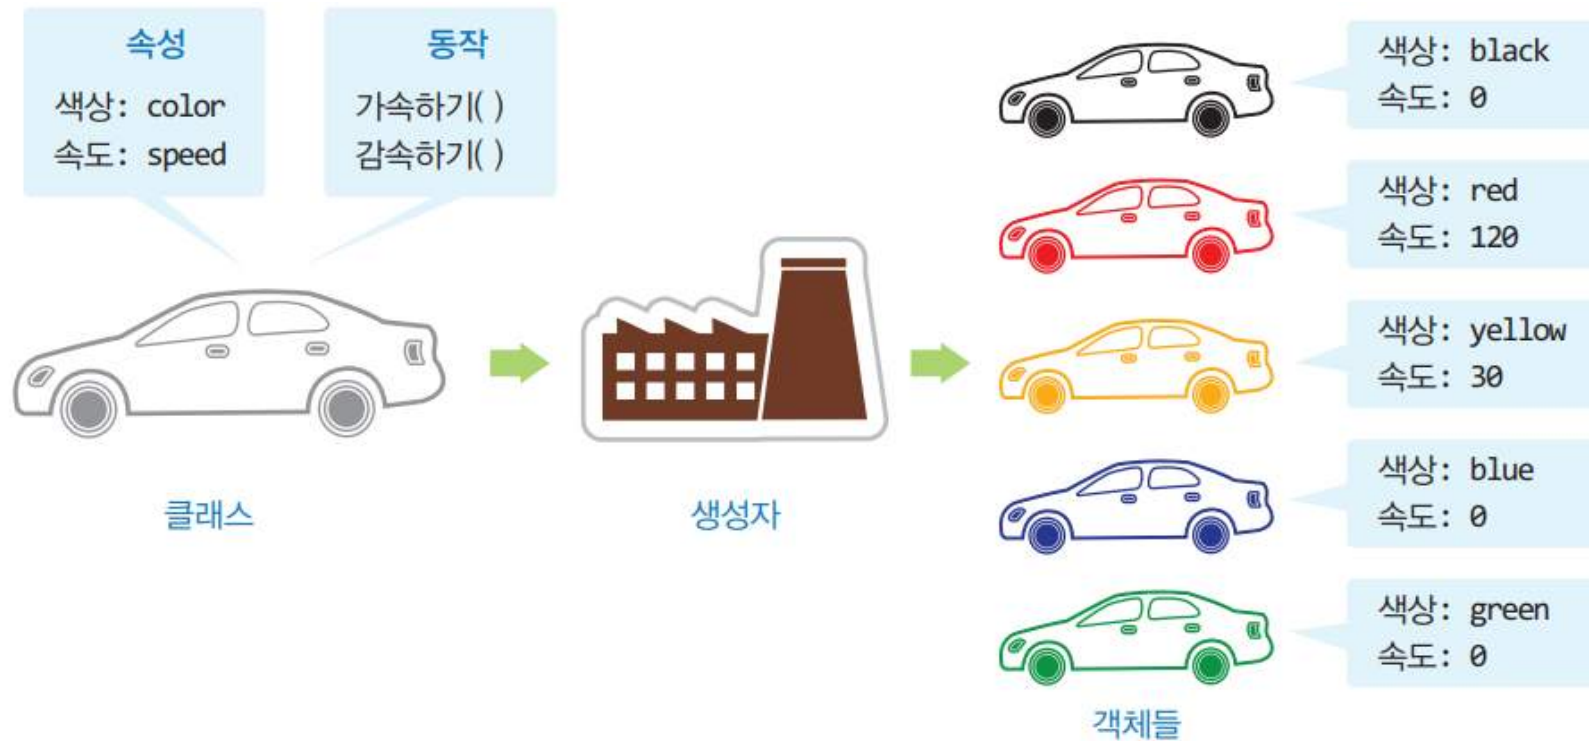 속성
색상: color
속도: speed
동작
가속하기( )
감속하기( )
클래스
생성자
색상: black
속도: 0
색상: red
속도: 120
색상: yellow
속도: 30
색상: blue
속도: 0
색상: green
속도: 0
객체들